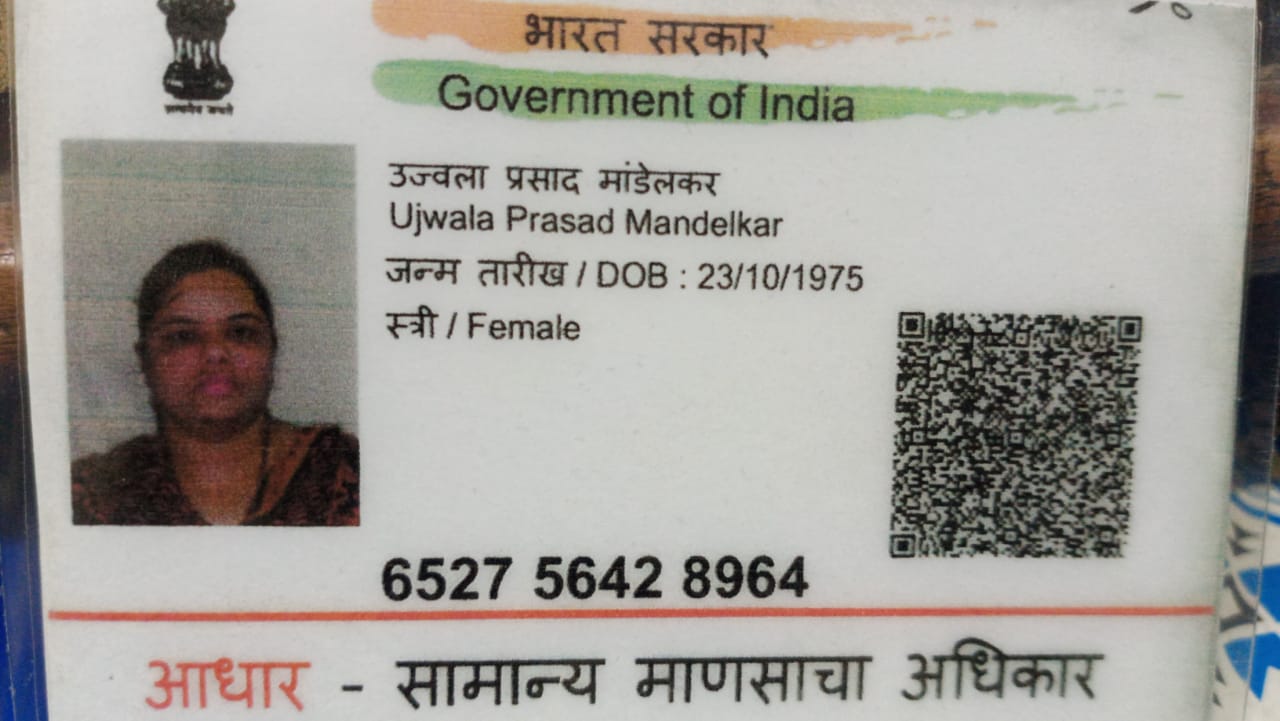 सत्यमेव जयते
भारत सरकार
Government of India
उज्वला प्रसाद मांडेलकर
Ujwala Prasad Mandelkar
जन्म तारीख / DOB : 23/10/1975
स्त्री / Female
6527 5642 8964
आधार - सामान्य माणसाचा अधिकार